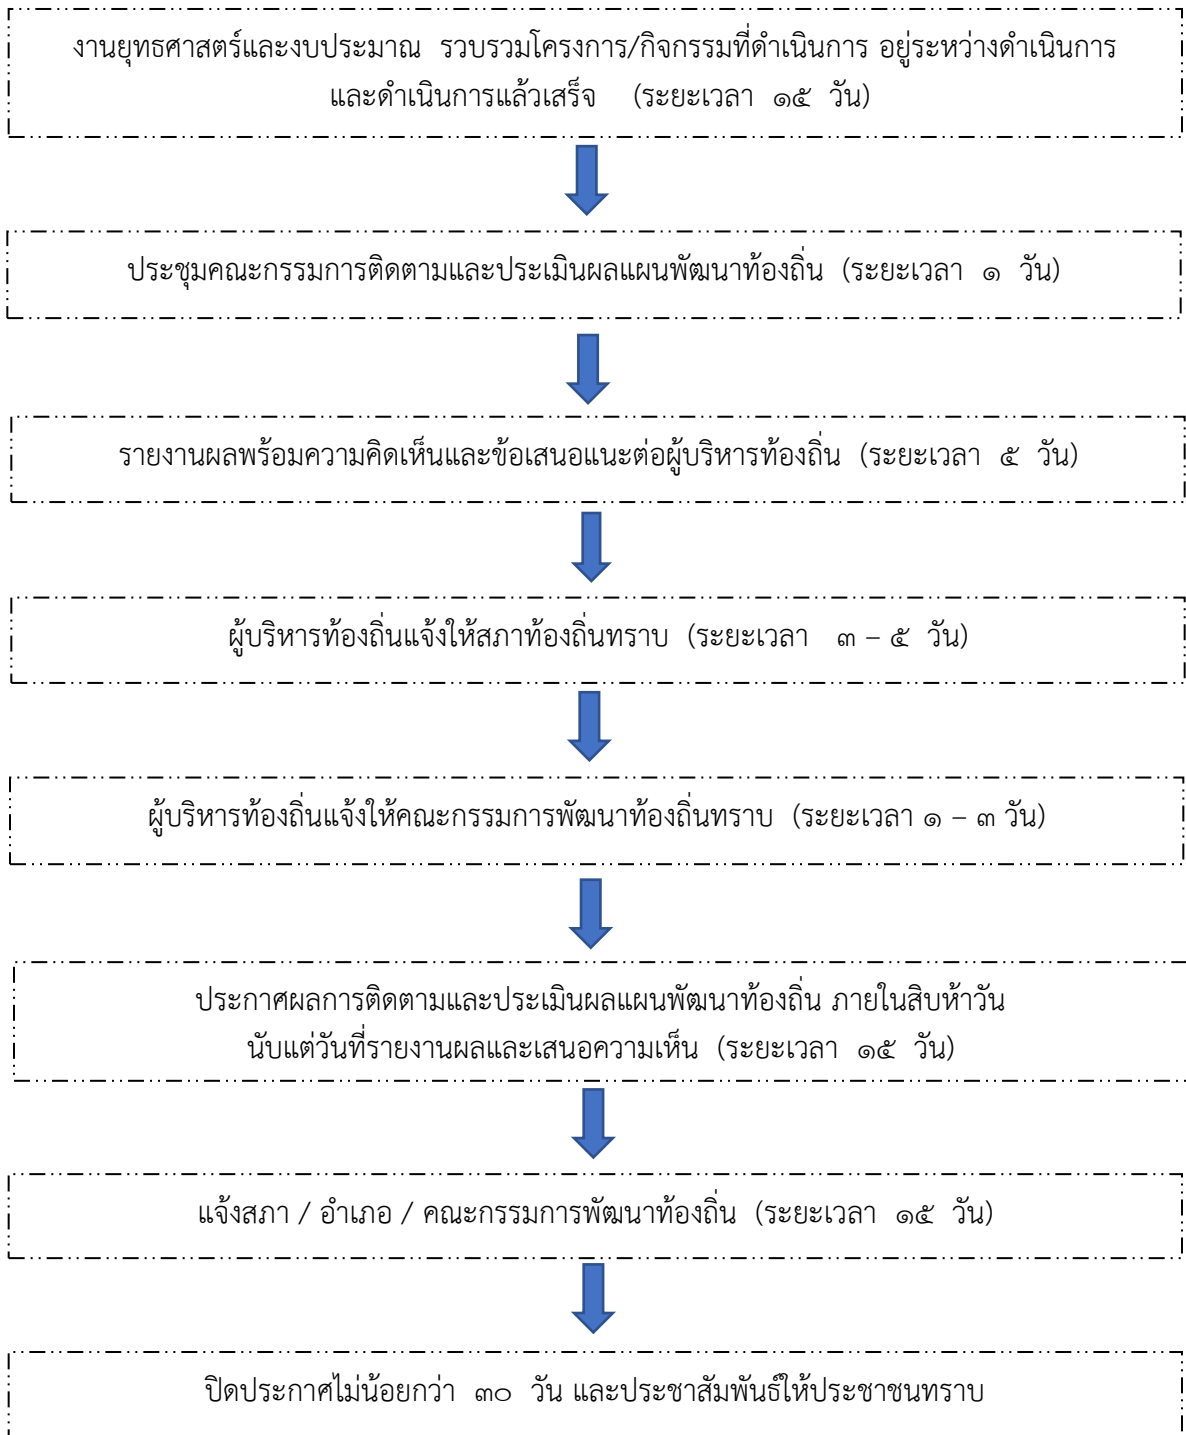 งานยุทธศาสตร์และงบประมาณ รวบรวมโครงการ/กิจกรรมที่ดำเนินการ อยู่ระหว่างดำเนินการ
และดำเนินการแล้วเสร็จ (ระยะเวลา ๑๕ วัน)
ประชุมคณะกรรมการติดตามและประเมินผลแผนพัฒนาท้องถิ่น (ระยะเวลา ๑ วัน)
รายงานผลพร้อมความคิดเห็นและข้อเสนอแนะต่อผู้บริหารท้องถิ่น (ระยะเวลา ๕ วัน)
ผู้บริหารท้องถิ่นแจ้งให้สภาท้องถิ่นทราบ (ระยะเวลา ๓ – ๕ วัน)
ผู้บริหารท้องถิ่นแจ้งให้คณะกรรมการพัฒนาท้องถิ่นทราบ (ระยะเวลา ๑ – ๓ วัน)
ประกาศผลการติดตามและประเมินผลแผนพัฒนาท้องถิ่น ภายในสิบห้าวัน
นับแต่วันที่รายงานผลและเสนอความเห็น (ระยะเวลา ๑๕ วัน)
แจ้งสภา / อำเภอ / คณะกรรมการพัฒนาท้องถิ่น (ระยะเวลา ๑๕ วัน)
ปิดประกาศไม่น้อยกว่า ๓๐ วัน และประชาสัมพันธ์ให้ประชาชนทราบ